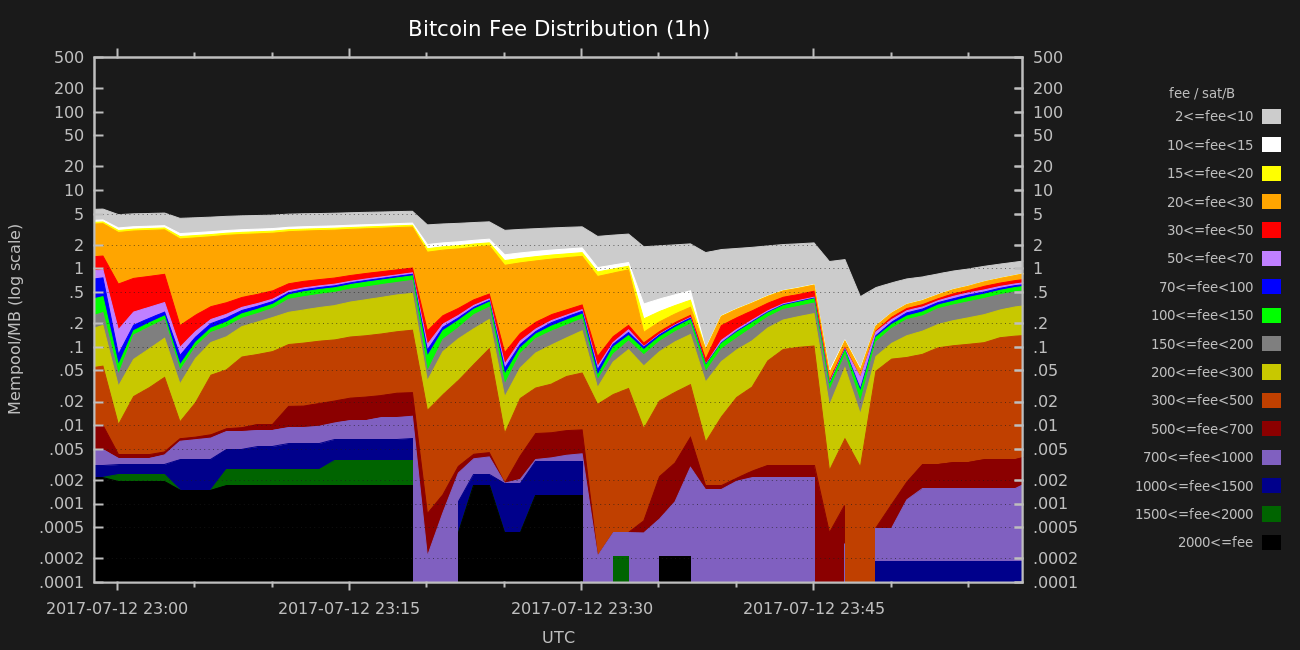 Bitcoin Fee Distribution (1h)
Mempool/MB (log scale)
500
200
100
50
20
10
5
2
1
.5
.2
.1
.05
.02
.01
.005
.002
.001
.0005
.0002
.0001
500
200
100
50
20
10
5
2
1
.5
.2
.1
.05
.02
.01
.005
.002
.001
.0005
.0002
.0001
2017-07-12 23:00
2017-07-12 23:15
2017-07-12 23:30
2017-07-12 23:45
UTC
fee / sat/B
2<=fee<10
10<=fee<15
15<=fee<20
20<=fee<30
30<=fee<50
50<=fee<70
70<=fee<100
100<=fee<150
150<=fee<200
200<=fee<300
300<=fee<500
500<=fee<700
700<=fee<1000
1000<=fee<1500
1500<=fee<2000
2000<=fee